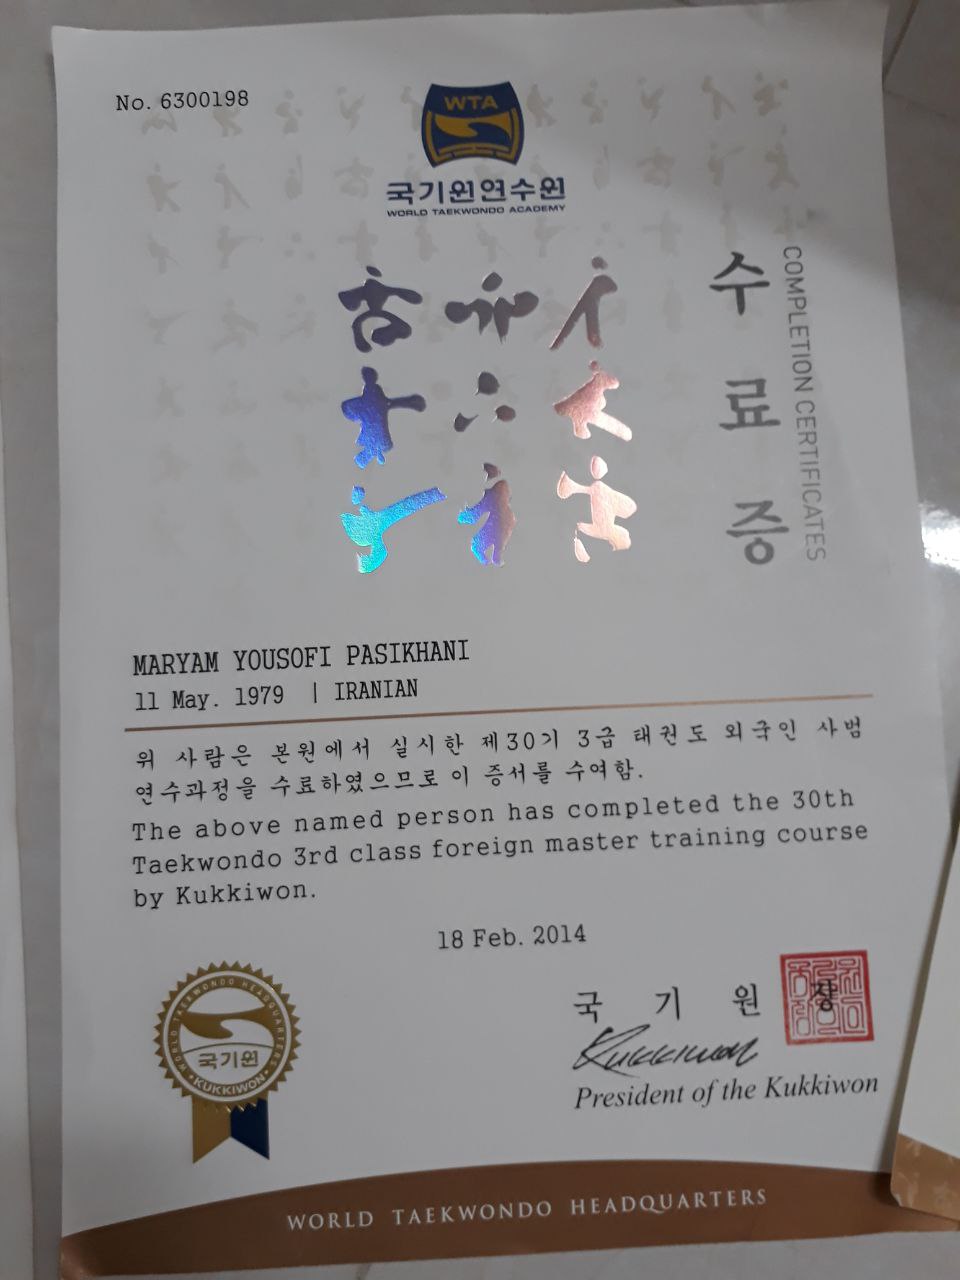 No. 6300198
WTA
국기원연수원
WORLD TAEKWONDO ACADEMY
수료증
COMPLETION CERTIFICATES
MARYAM YOUSOFI PASIKHANI
11 May. 1979 | IRANIAN
위 사람은 본원에서 실시한 제30기 3급 태권도 외국인 사범
연수과정을 수료하였으므로 이 증서를 수여함.
The above named person has completed the 30th
Taekwondo 3rd class foreign master training course
by Kukkiwon.
18 Feb. 2014
WORLD TAEKWONDO HEADQUARTERS
국기원
KUKKIWON
국 기 원 장
Kukkiwon
President of the Kukkiwon
WORLD TAEKWONDO HEADQUARTERS